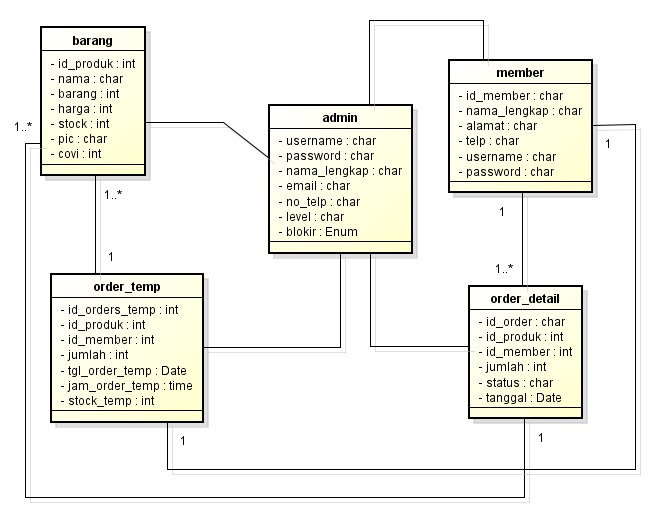 barang
- id_produk : int
- nama : char
- barang : int
- harga : int
- stock : int
- pic : char
- covi : int
admin
- username : char
- password : char
- nama_lengkap : char
- email : char
- no_telp : char
- level : char
- blokir : Enum
member
- id_member : char
- nama_lengkap : char
- alamat : char
- telp : char
- username : char
- password : char
1..*
1..*
1
1
1
1..*
order_temp
- id_orders_temp : int
- id_produk : int
- id_member : int
- jumlah : int
- tgl_order_temp : Date
- jam_order_temp : time
- stock_temp : int
order_detail
- id_order : char
- id_produk : int
- id_member : int
- jumlah : int
- status : char
- tanggal : Date
1
1